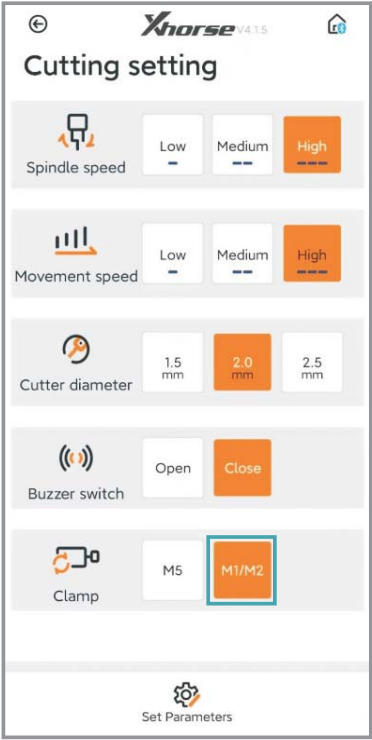 Xhorse V4.1.5
Cutting setting
Spindle speed
Low
Medium
High
Movement speed
Low
Medium
High
Cutter diameter
1.5
mm
2.0
mm
2.5
mm
Buzzer switch
Open
Close
Clamp
M5
M1/M2
Set Parameters